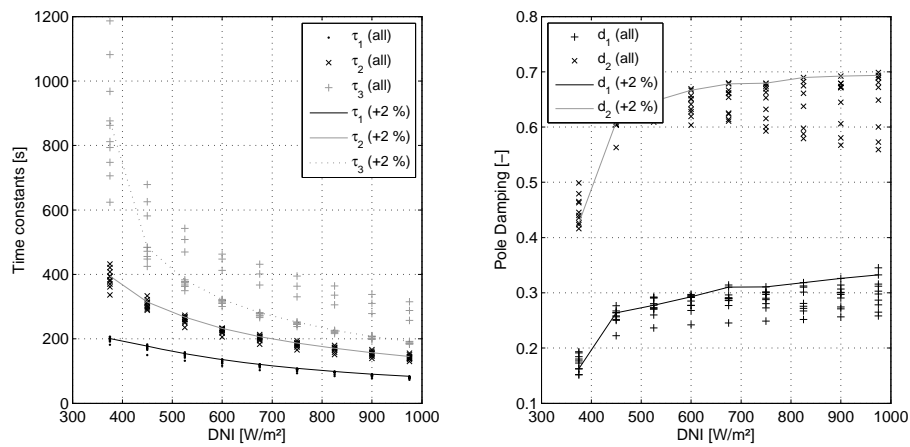 1200
1000
800
600
400
200
0
Time constants [s]
300 400 500 600 700 800 900 1000
DNI [W/m²]
τ1 (all)
τ2 (all)
τ3 (all)
τ1 (+2 %)
τ2 (+2 %)
τ3 (+2 %)
0.8
0.7
0.6
0.5
0.4
0.3
0.2
0.1
Pole Damping [−]
300 400 500 600 700 800 900 1000
DNI [W/m²]
d1 (all)
d2 (all)
d1 (+2 %)
d2 (+2 %)